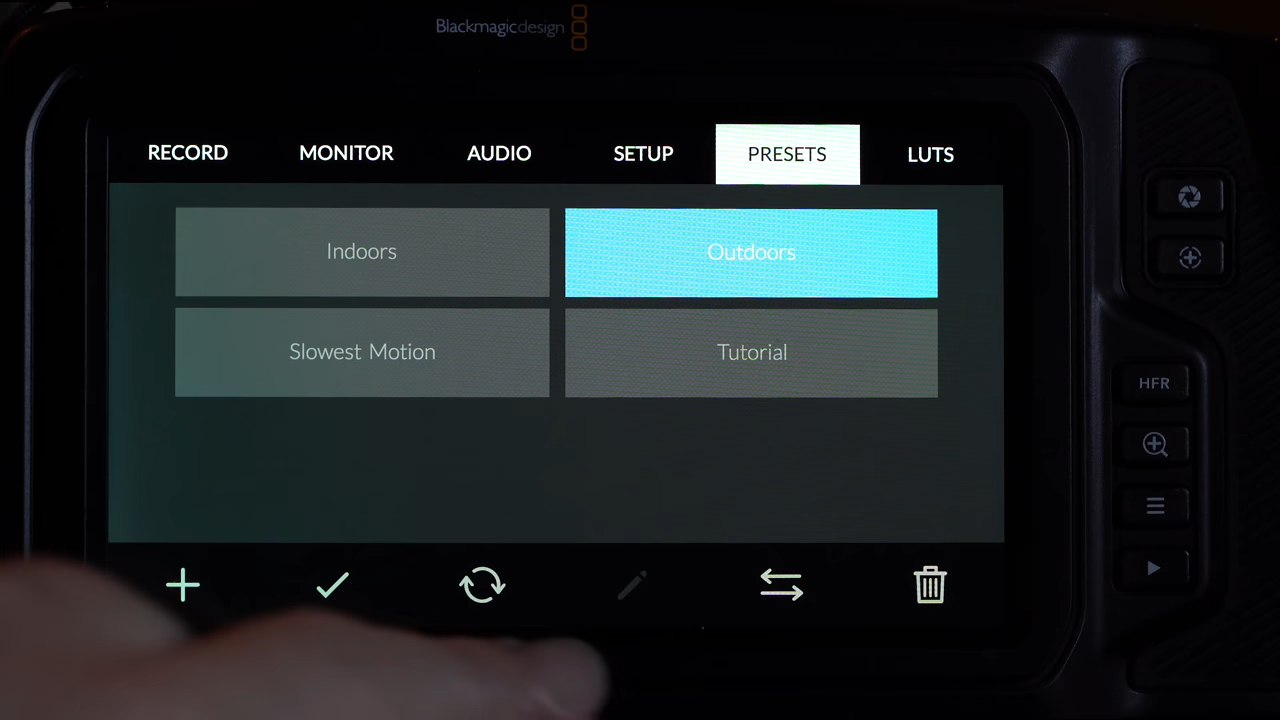 Blackmagicdesign
RECORD MONITOR AUDIO SETUP PRESETS LUTS
Indoors Outdoors
Slowest Motion Tutorial
HFR